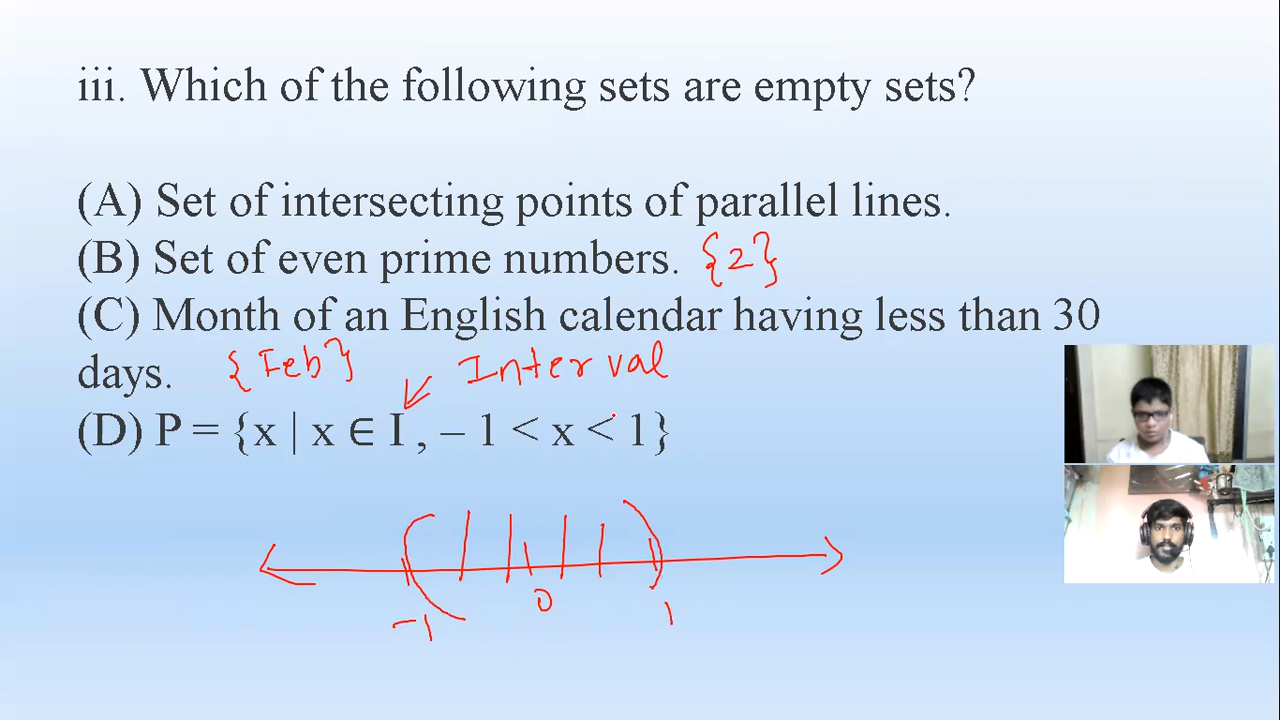 iii. Which of the following sets are empty sets?
(A) Set of intersecting points of parallel lines.
(B) Set of even prime numbers. {2}
(C) Month of an English calendar having less than 30
days. {Feb} Interval
(D) P = {x | x ∈ I , – 1 < x < 1}
-1 0 1